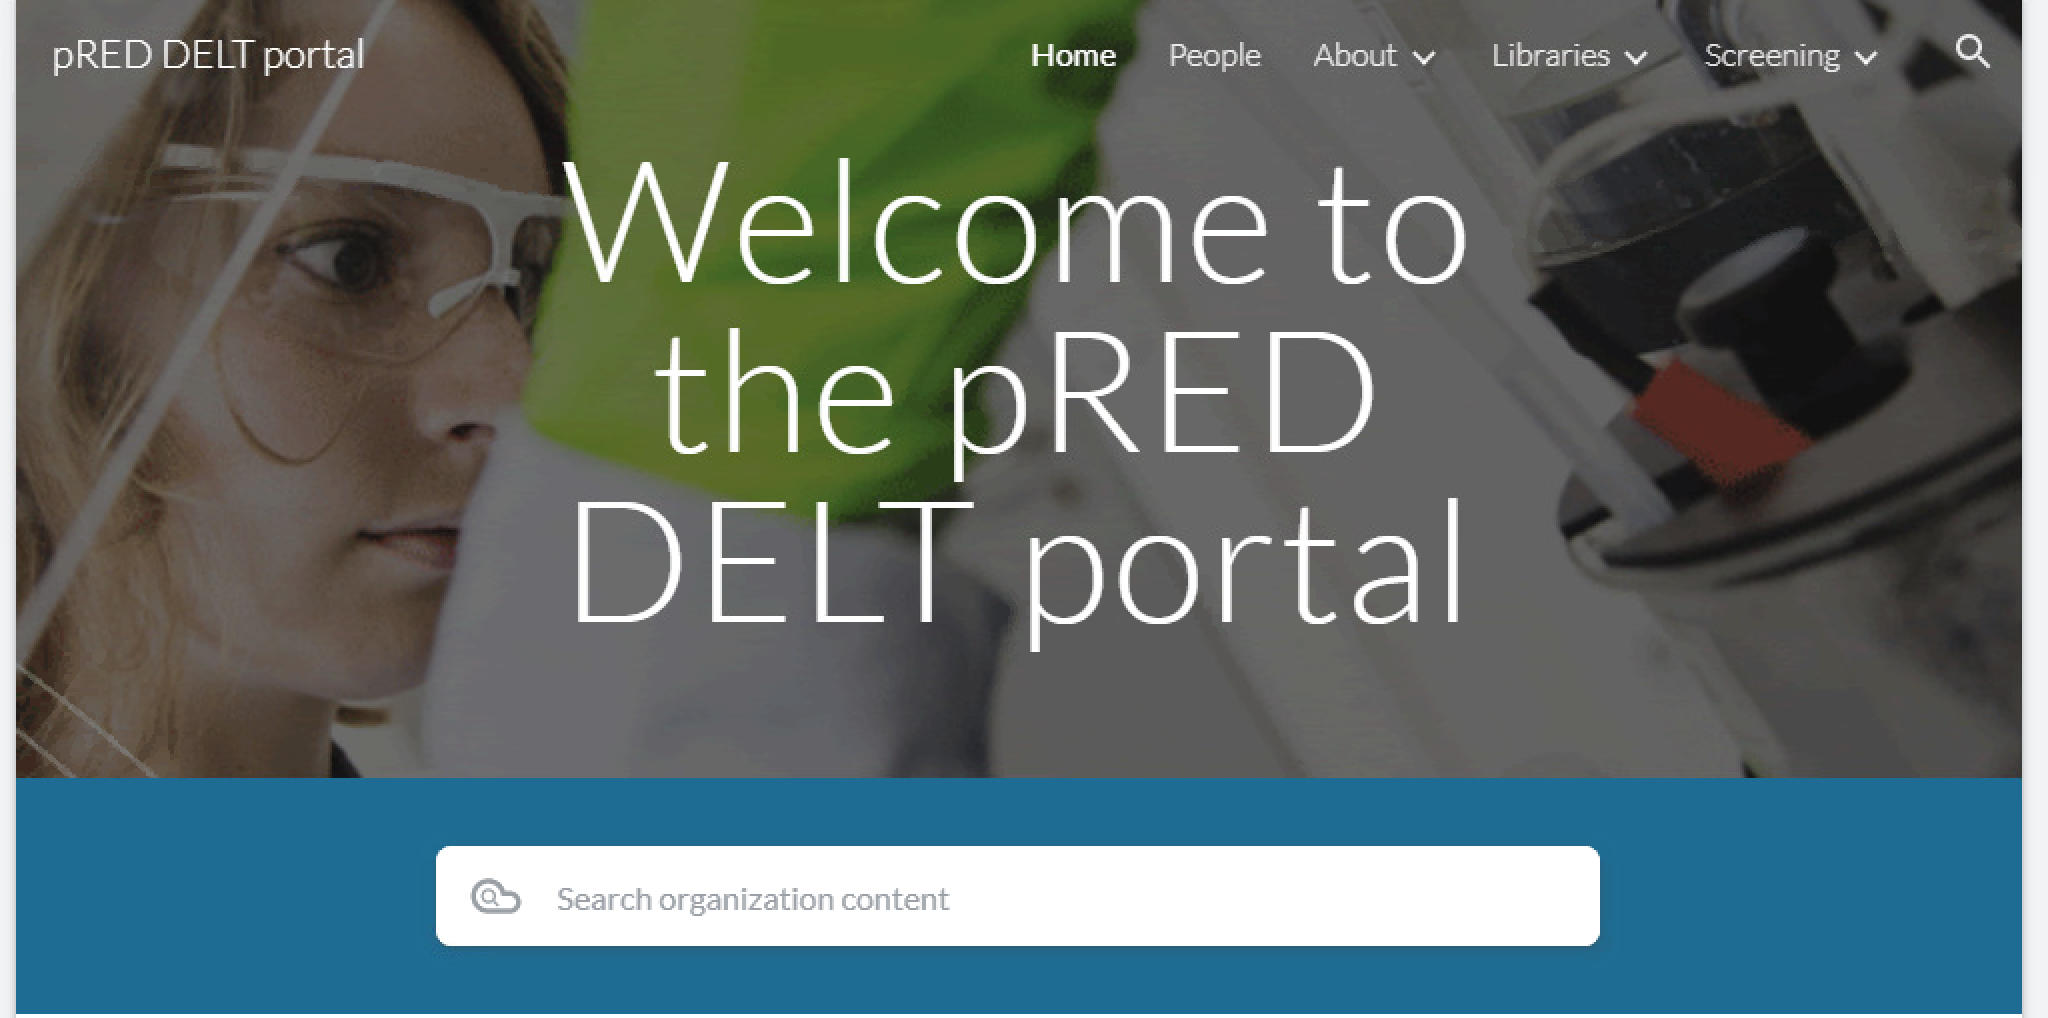 pRED DELT portal
Home People About Libraries Screening
Welcome to
the pRED
DELT portal
Search organization content